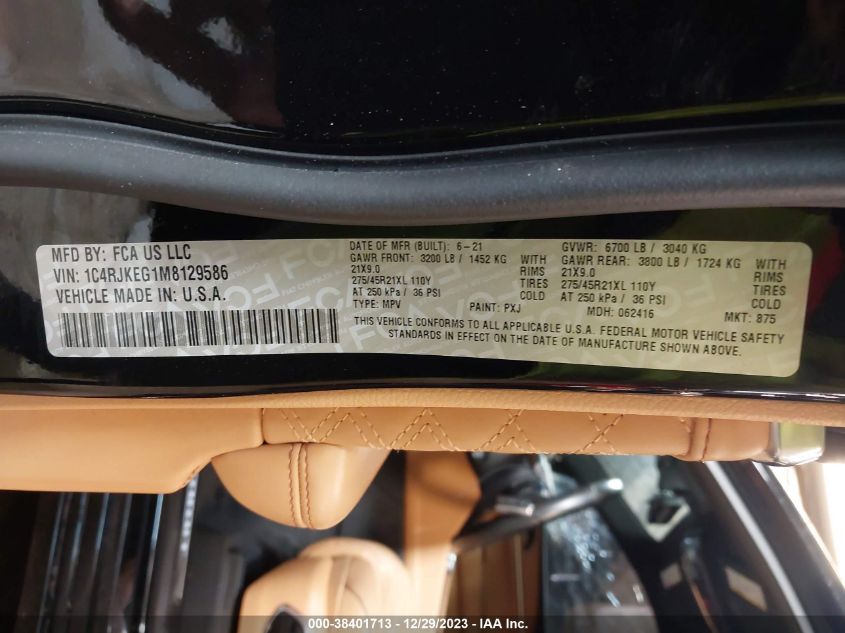 MFD BY: FCA US LLC
VIN: 1C4RJKEG1M8129586
VEHICLE MADE IN: U.S.A.
DATE OF MFR (BUILT): 6-21
GAWR FRONT: 3200 LB / 1452 KG WITH
21X9.0 RIMS
275/45R21XL 110Y TIRES
AT 250 kPa / 36 PSI COLD
TYPE: MPV PAINT: PXJ
GVWR: 6700 LB / 3040 KG
GAWR REAR: 3800 LB / 1724 KG WITH
21X9.0 RIMS
275/45R21XL 110Y TIRES
AT 250 kPa / 36 PSI COLD
MDH: 062416 MKT: 875
THIS VEHICLE CONFORMS TO ALL APPLICABLE U.S.A. FEDERAL MOTOR VEHICLE SAFETY
STANDARDS IN EFFECT ON THE DATE OF MANUFACTURE SHOWN ABOVE.
000-38401713 - 12/29/2023 - IAA Inc.